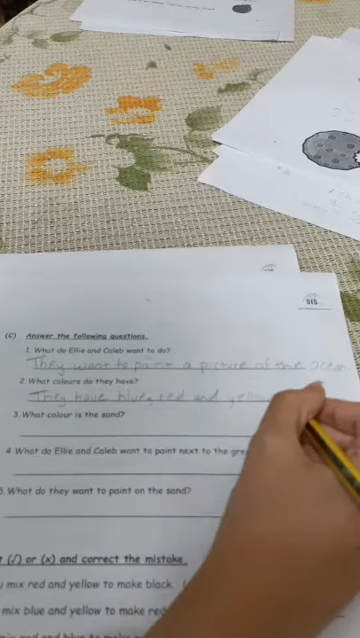 SIS
(C) Answer the following questions.
1. What do Ellie and Caleb want to do?
They want to paint a picture of the ocean
2. What colours do they have?
They have blue, red and yellow
3. What colour is the sand?
4 What do Ellie and Caleb want to paint next to the gre
5. What do they want to paint on the sand?
(/) or (x) and correct the mistake.
mix red and yellow to make black.
mix blue and yellow to make red